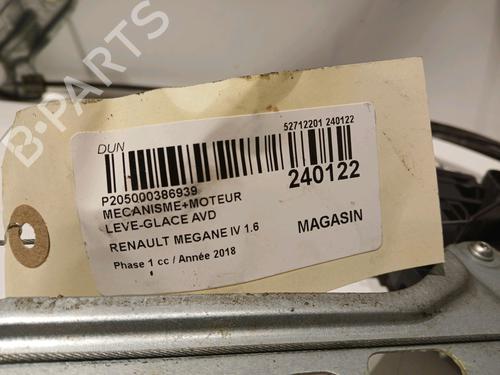 DUN
52712201 240122
P205000386939
240122
MECANISME+MOTEUR
LEVE-GLACE AVD
RENAULT MEGANE IV 1.6
MAGASIN
Phase 1 cc / Année 2018
B-PARTS